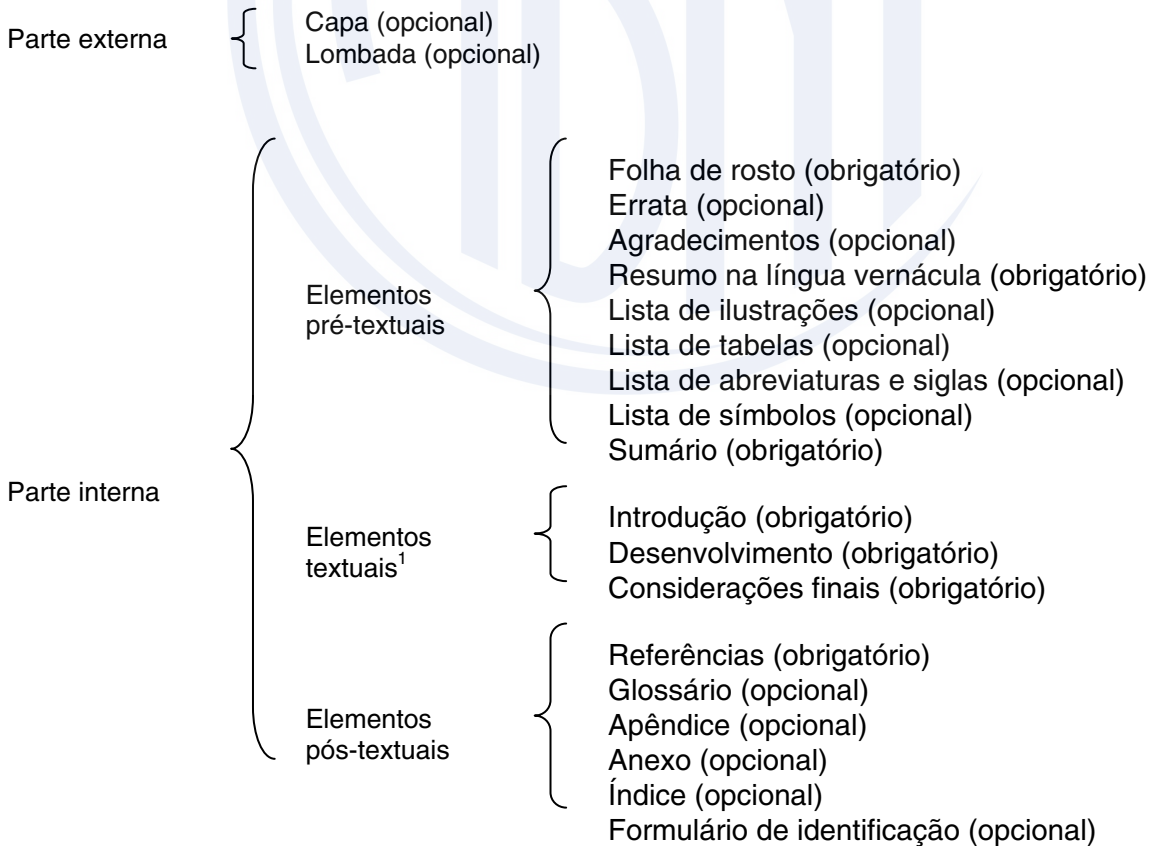 Parte externa
Capa (opcional)
Lombada (opcional)
Parte interna
Elementos
pré-textuais
Folha de rosto (obrigatório)
Errata (opcional)
Agradecimentos (opcional)
Resumo na língua vernácula (obrigatório)
Lista de ilustrações (opcional)
Lista de tabelas (opcional)
Lista de abreviaturas e siglas (opcional)
Lista de símbolos (opcional)
Sumário (obrigatório)
Elementos
textuais¹
Introdução (obrigatório)
Desenvolvimento (obrigatório)
Considerações finais (obrigatório)
Elementos
pós-textuais
Referências (obrigatório)
Glossário (opcional)
Apêndice (opcional)
Anexo (opcional)
Índice (opcional)
Formulário de identificação (opcional)